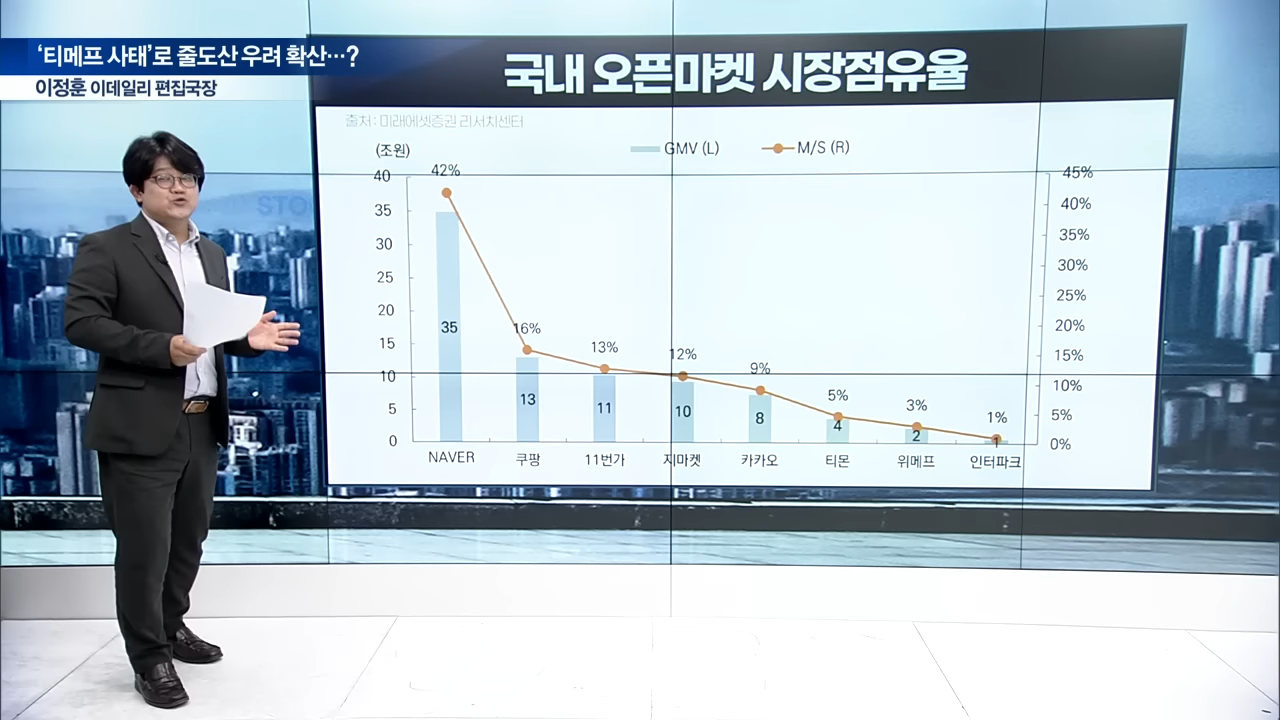 ‘티메프 사태’로 줄도산 우려 확산…?
이정훈 이데일리 편집국장
국내 오픈마켓 시장점유율
출처 : 미래에셋증권 리서치센터
(조원)
GMV (L) M/S (R)
40
35
30
25
20
15
10
5
0
45%
40%
35%
30%
25%
20%
15%
10%
5%
0%
42% 16% 13% 12% 9% 5% 3% 1%
35 13 11 10 8 4 2 1
NAVER 쿠팡 11번가 지마켓 카카오 티몬 위메프 인터파크
STO